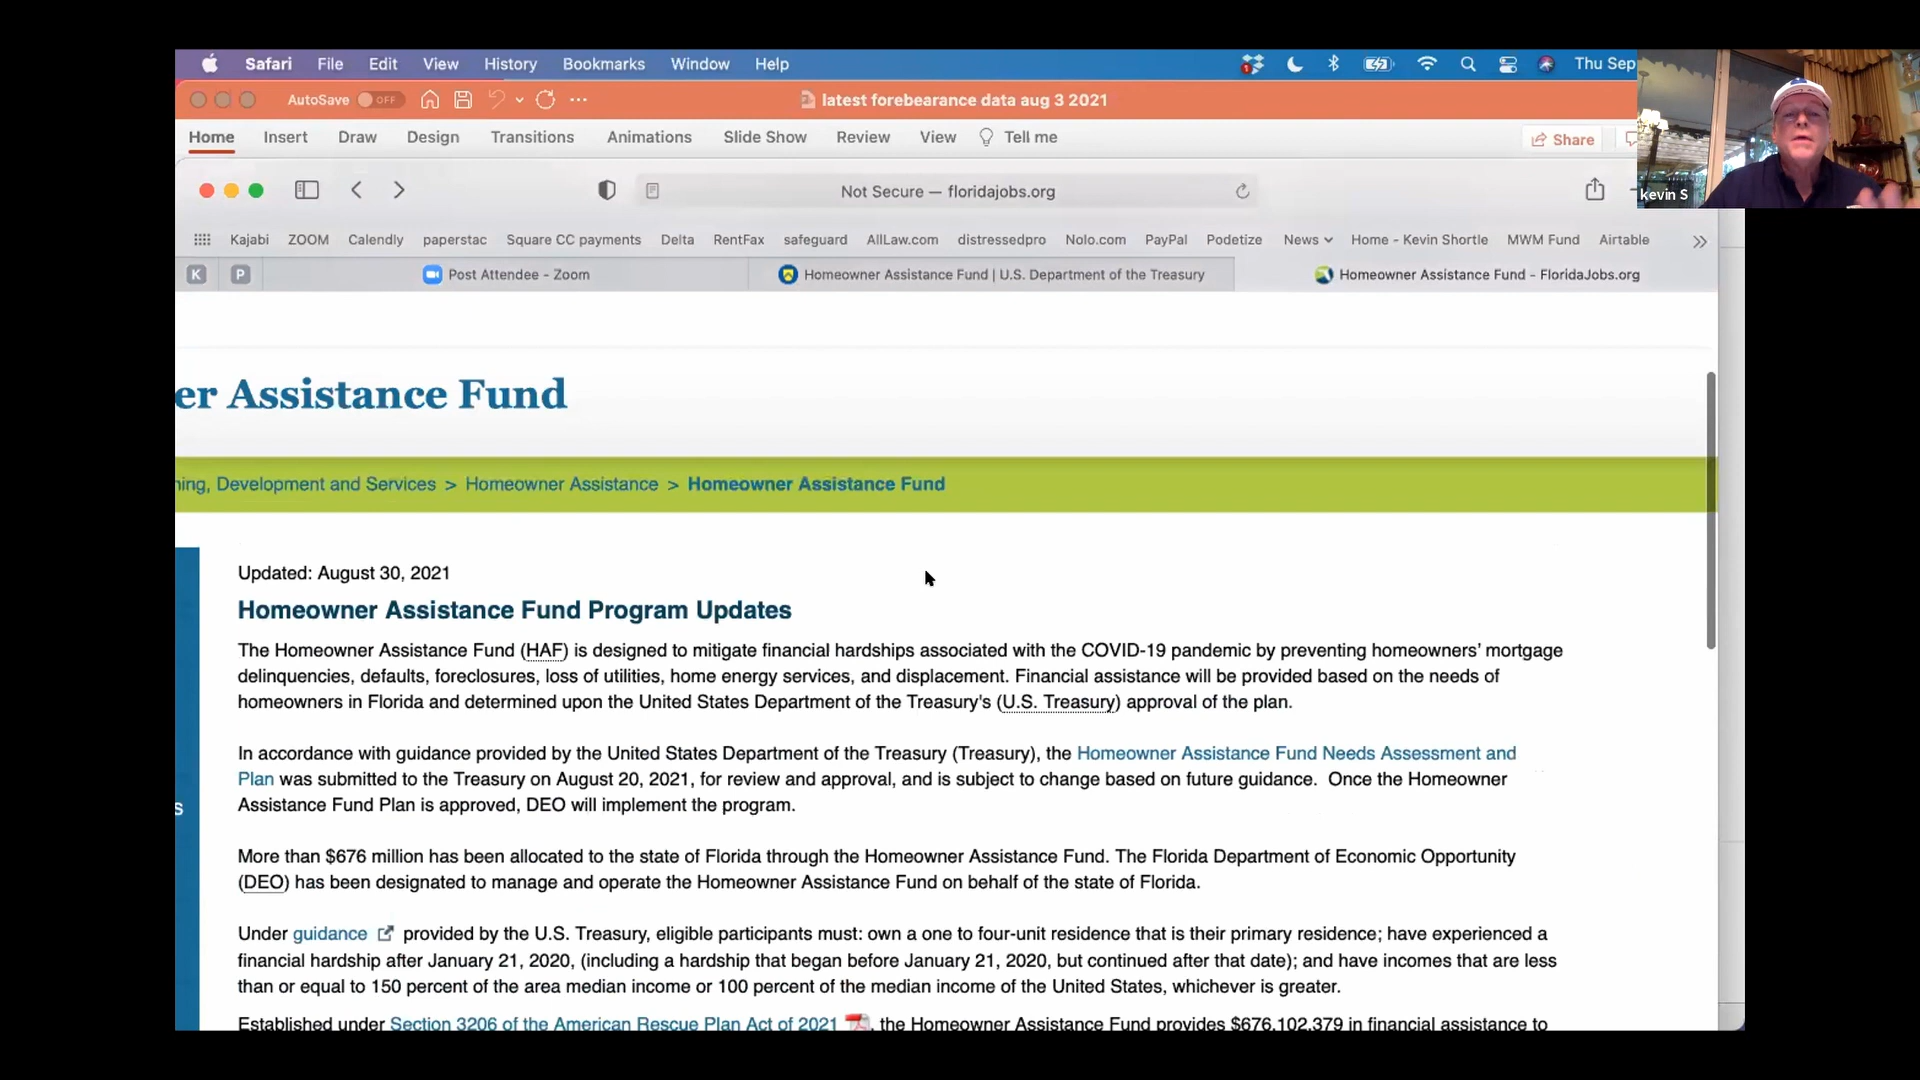 Safari File Edit View History Bookmarks Window Help Thu Sep
AutoSave OFF latest forebearance data aug 3 2021
Home Insert Draw Design Transitions Animations Slide Show Review View Tell me Share
kevin S
Not Secure — floridajobs.org
Kajabi ZOOM Calendly paperstac Square CC payments Delta RentFax safeguard AllLaw.com distressedpro Nolo.com PayPal Podetize News Home - Kevin Shortle MWM Fund Airtable
K P Post Attendee - Zoom Homeowner Assistance Fund | U.S. Department of the Treasury Homeowner Assistance Fund - FloridaJobs.org
er Assistance Fund
ning, Development and Services > Homeowner Assistance > Homeowner Assistance Fund
Updated: August 30, 2021
Homeowner Assistance Fund Program Updates
The Homeowner Assistance Fund (HAF) is designed to mitigate financial hardships associated with the COVID-19 pandemic by preventing homeowners' mortgage
delinquencies, defaults, foreclosures, loss of utilities, home energy services, and displacement. Financial assistance will be provided based on the needs of
homeowners in Florida and determined upon the United States Department of the Treasury's (U.S. Treasury) approval of the plan.
In accordance with guidance provided by the United States Department of the Treasury (Treasury), the Homeowner Assistance Fund Needs Assessment and
Plan was submitted to the Treasury on August 20, 2021, for review and approval, and is subject to change based on future guidance. Once the Homeowner
S
Assistance Fund Plan is approved, DEO will implement the program.
More than $676 million has been allocated to the state of Florida through the Homeowner Assistance Fund. The Florida Department of Economic Opportunity
(DEO) has been designated to manage and operate the Homeowner Assistance Fund on behalf of the state of Florida.
Under guidance provided by the U.S. Treasury, eligible participants must: own a one to four-unit residence that is their primary residence; have experienced a
financial hardship after January 21, 2020, (including a hardship that began before January 21, 2020, but continued after that date); and have incomes that are less
than or equal to 150 percent of the area median income or 100 percent of the median income of the United States, whichever is greater.
Established under Section 3206 of the American Rescue Plan Act of 2021, the Homeowner Assistance Fund provides $676,102,379 in financial assistance to